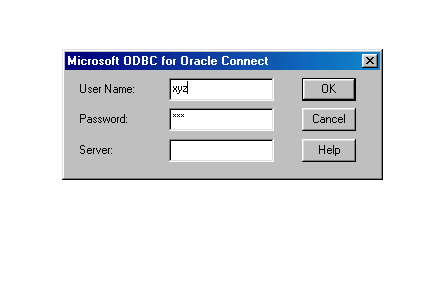 Microsoft ODBC for Oracle Connect
User Name: xyz OK
Password: *** Cancel
Server: Help